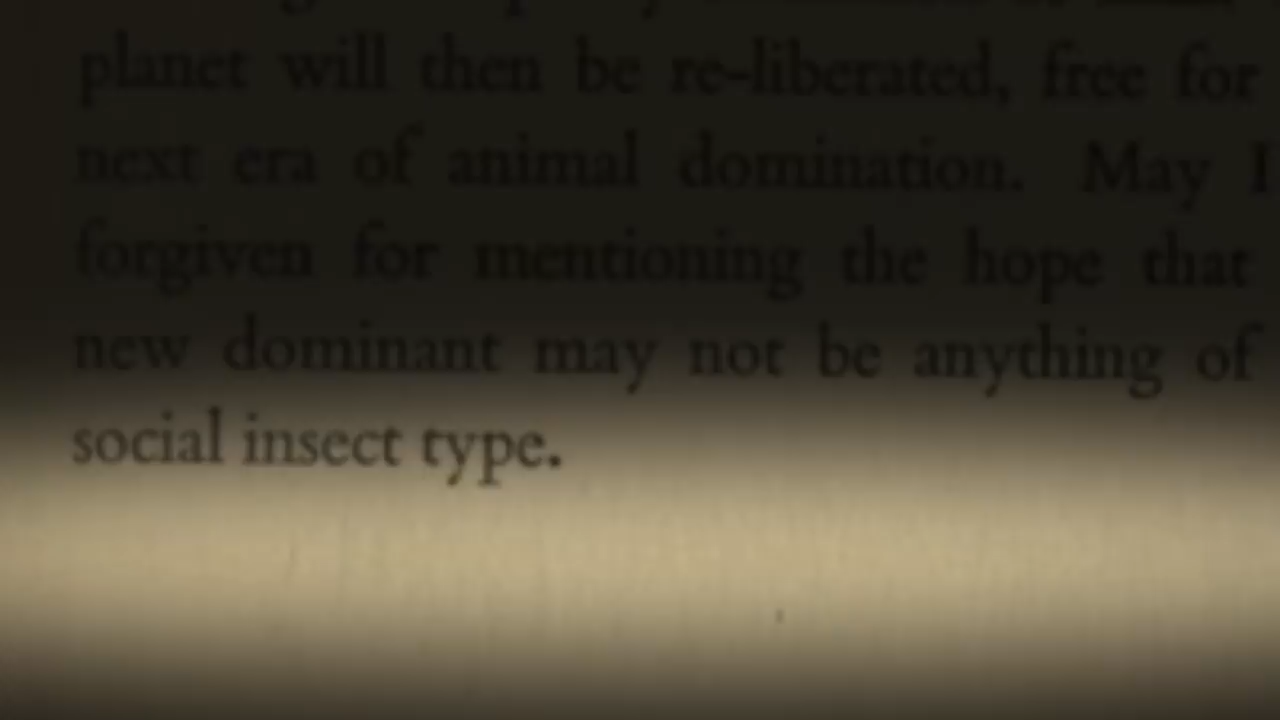 planet will then be re-liberated, free for
next era of animal domination. May I
forgiven for mentioning the hope that
new dominant may not be anything of
social insect type.